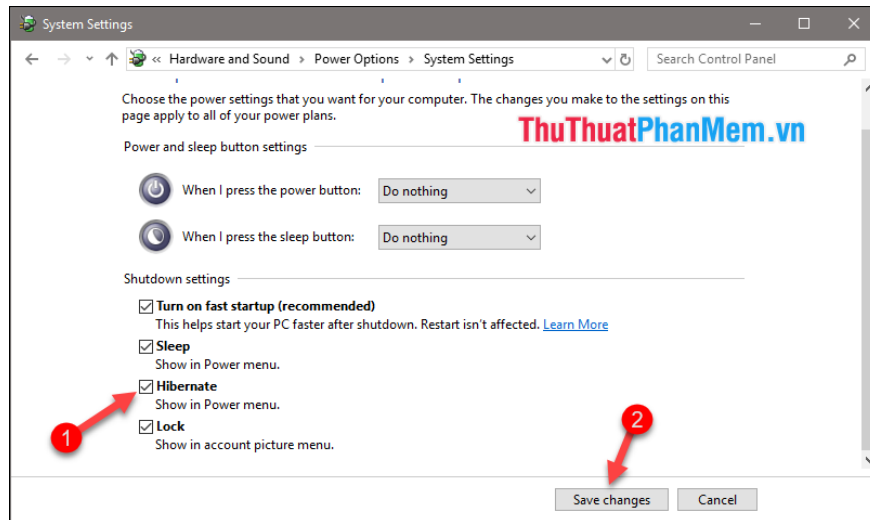 System Settings
« Hardware and Sound › Power Options › System Settings
Search Control Panel
Choose the power settings that you want for your computer. The changes you make to the settings on this
page apply to all of your power plans.
ThuThuatPhanMem.vn
Power and sleep button settings
When I press the power button: Do nothing
When I press the sleep button: Do nothing
Shutdown settings
Turn on fast startup (recommended)
This helps start your PC faster after shutdown. Restart isn't affected. Learn More
Sleep
Show in Power menu.
Hibernate
Show in Power menu.
1
Lock
Show in account picture menu.
2
Save changes Cancel